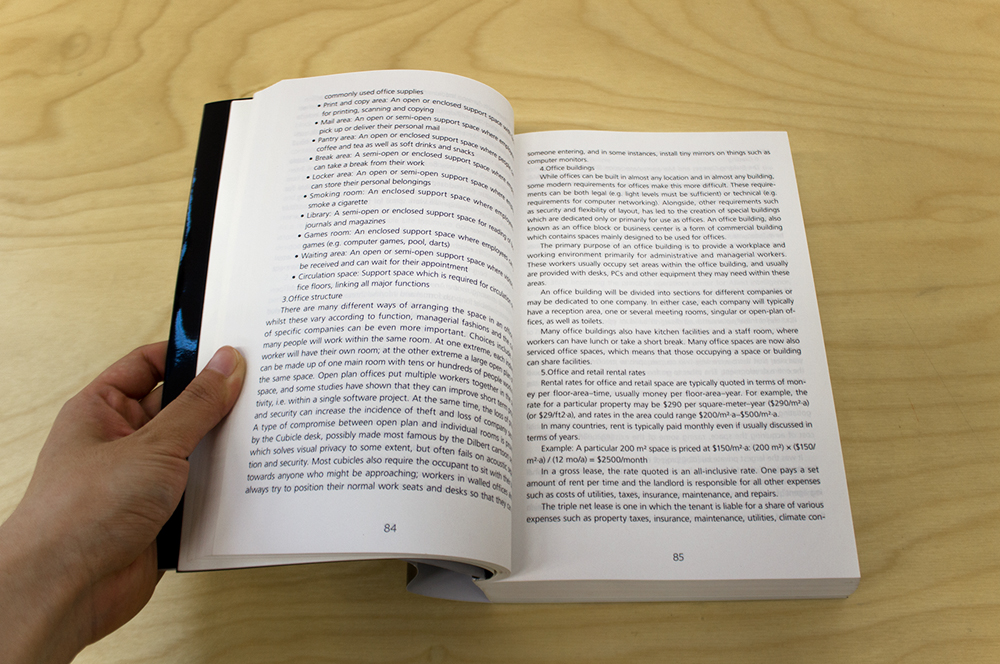 commonly used office supplies
• Print and copy area: An open or enclosed support space with
for printing, scanning and copying
• Mail area: An open or semi-open support space where
pick up or deliver their personal mail
• Pantry area: An open or enclosed support space where
coffee and tea as well as soft drinks and snacks
• Break area: A semi-open or enclosed support space where
can take a break from their work
• Locker area: An open or semi-open support space where
can store their personal belongings
• Smoking room: An enclosed support space where
smoke a cigarette
• Library: A semi-open or enclosed support space for reading
journals and magazines
• Games room: An enclosed support space where
games (e.g. computer games, pool, darts)
• Waiting area: An open or semi-open support space where
be received and can wait for their appointment
• Circulation space: Support space which is required for
fice floors, linking all major functions
3.Office structure
There are many different ways of arranging the space in an
whilst these vary according to function, managerial fashions and the
of specific companies can be even more important. Choices
many people will work within the same room. At one extreme, each
worker will have their own room; at the other extreme a large open
can be made up of one main room with tens or hundreds of people
the same space. Open plan offices put multiple workers together in the
space, and some studies have shown that they can improve short term
tivity, i.e. within a single software project. At the same time, the loss of
and security can increase the incidence of theft and loss of company
A type of compromise between open plan and individual rooms is
by the Cubicle desk, possibly made most famous by the Dilbert cartoon
which solves visual privacy to some extent, but often fails on acoustic
tion and security. Most cubicles also require the occupant to sit with
towards anyone who might be approaching; workers in walled offices
always try to position their normal work seats and desks so that they
84
someone entering, and in some instances, install tiny mirrors on things such as
computer monitors.
4.Office buildings
While offices can be built in almost any location and in almost any building,
some modern requirements for offices make this more difficult. These require-
ments can be both legal (e.g. light levels must be sufficient) or technical (e.g.
requirements for computer networking). Alongside, other requirements such
as security and flexibility of layout, has led to the creation of special buildings
which are dedicated only or primarily for use as offices. An office building, also
known as an office block or business center is a form of commercial building
which contains spaces mainly designed to be used for offices.
The primary purpose of an office building is to provide a workplace and
working environment primarily for administrative and managerial workers.
These workers usually occupy set areas within the office building, and usually
are provided with desks, PCs and other equipment they may need within these
areas.
An office building will be divided into sections for different companies or
may be dedicated to one company. In either case, each company will typically
have a reception area, one or several meeting rooms, singular or open-plan of-
fices, as well as toilets.
Many office buildings also have kitchen facilities and a staff room, where
workers can have lunch or take a short break. Many office spaces are now also
serviced office spaces, which means that those occupying a space or building
can share facilities.
5.Office and retail rental rates
Rental rates for office and retail space are typically quoted in terms of mon-
ey per floor-area–time, usually money per floor-area–year. For example, the
rate for a particular property may be $290 per square-meter–year ($290/m²·a)
(or $29/ft2·a), and rates in the area could range $200/m²·a–$500/m²·a.
In many countries, rent is typically paid monthly even if usually discussed in
terms of years.
Example: A particular 200 m² space is priced at $150/m²·a: (200 m²) × ($150/
m²·a) / (12 mo/a) = $2500/month
In a gross lease, the rate quoted is an all-inclusive rate. One pays a set
amount of rent per time and the landlord is responsible for all other expenses
such as costs of utilities, taxes, insurance, maintenance, and repairs.
The triple net lease is one in which the tenant is liable for a share of various
expenses such as property taxes, insurance, maintenance, utilities, climate con-
85